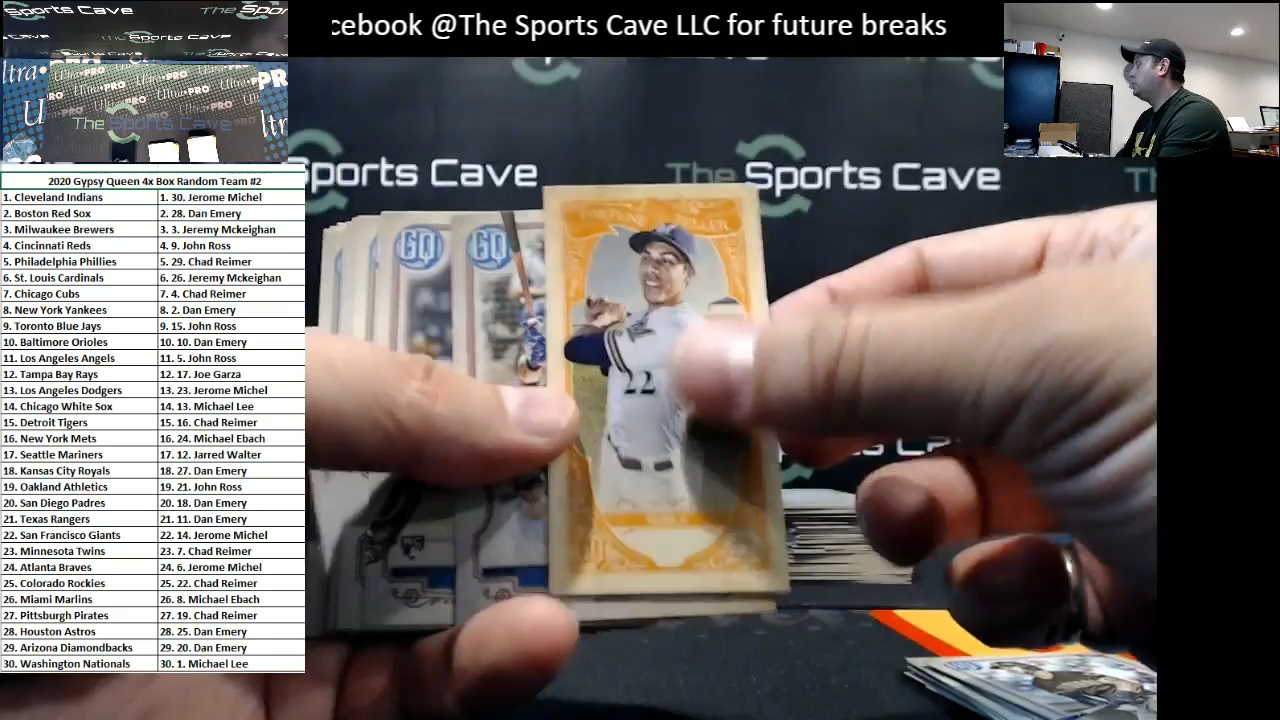 cebook @The Sports Cave LLC for future breaks
The Sports Cave
The Sports Cave
The Sports Cave
Ultra•PRO
Sports Cave
The Sports Cave
2020 Gypsy Queen 4x Box Random Team #2
1. Cleveland Indians 1. 30. Jerome Michel
2. Boston Red Sox 2. 28. Dan Emery
3. Milwaukee Brewers 3. 3. Jeremy Mckeighan
4. Cincinnati Reds 4. 9. John Ross
5. Philadelphia Phillies 5. 29. Chad Reimer
6. St. Louis Cardinals 6. 26. Jeremy Mckeighan
7. Chicago Cubs 7. 4. Chad Reimer
8. New York Yankees 8. 2. Dan Emery
9. Toronto Blue Jays 9. 15. John Ross
10. Baltimore Orioles 10. 10. Dan Emery
11. Los Angeles Angels 11. 5. John Ross
12. Tampa Bay Rays 12. 17. Joe Garza
13. Los Angeles Dodgers 13. 23. Jerome Michel
14. Chicago White Sox 14. 13. Michael Lee
15. Detroit Tigers 15. 16. Chad Reimer
16. New York Mets 16. 24. Michael Ebach
17. Seattle Mariners 17. 12. Jarred Walter
18. Kansas City Royals 18. 27. Dan Emery
19. Oakland Athletics 19. 21. John Ross
20. San Diego Padres 20. 18. Dan Emery
21. Texas Rangers 21. 11. Dan Emery
22. San Francisco Giants 22. 14. Jerome Michel
23. Minnesota Twins 23. 7. Chad Reimer
24. Atlanta Braves 24. 6. Jerome Michel
25. Colorado Rockies 25. 22. Chad Reimer
26. Miami Marlins 26. 8. Michael Ebach
27. Pittsburgh Pirates 27. 19. Chad Reimer
28. Houston Astros 28. 25. Dan Emery
29. Arizona Diamondbacks 29. 20. Dan Emery
30. Washington Nationals 30. 1. Michael Lee
GQ
GQ
22